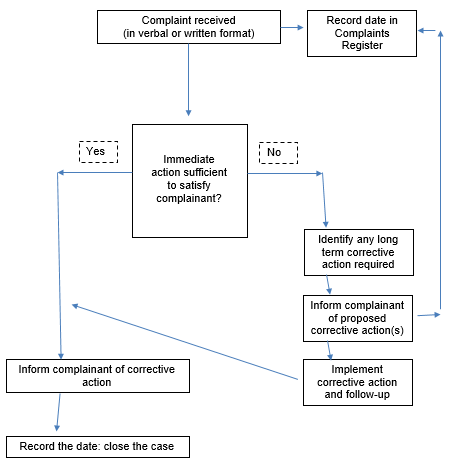 Complaint received
(in verbal or written format)
Record date in
Complaints
Register
Yes
Immediate
action sufficient
to satisfy
complainant?
No
Identify any long
term corrective
action required
Inform complainant
of proposed
corrective action(s)
Implement
corrective action
and follow-up
Inform complainant of corrective
action
Record the date: close the case